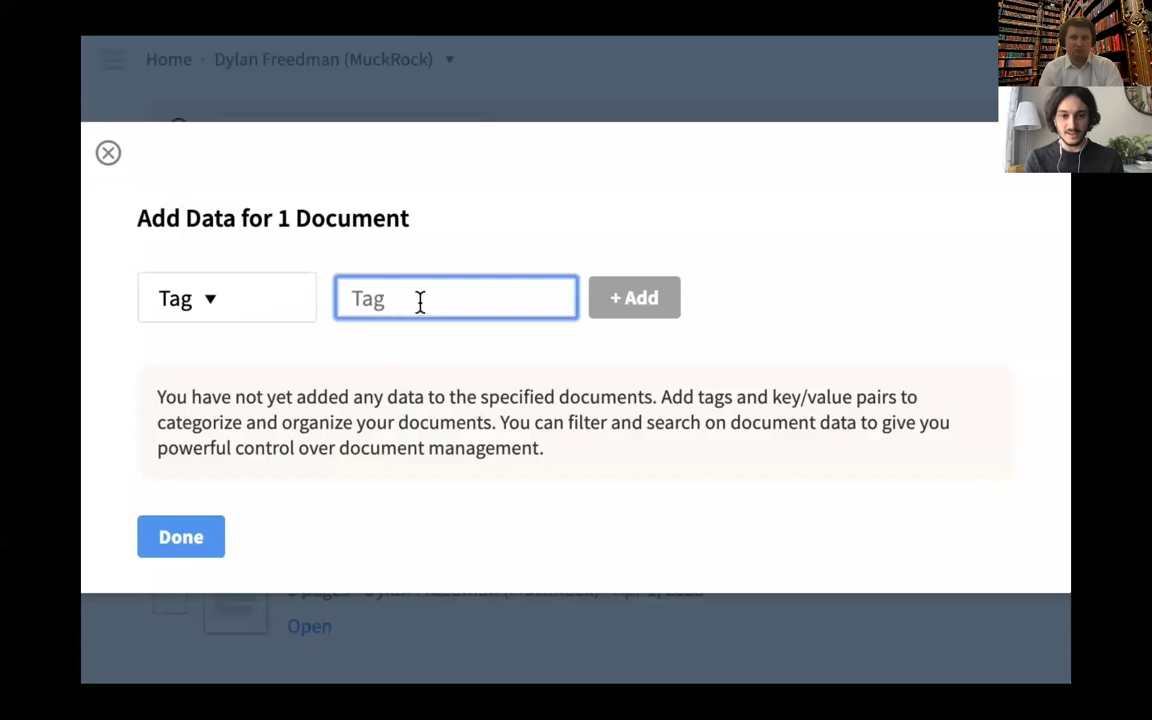 Home · Dylan Freedman (MuckRock) ▼
Add Data for 1 Document
Tag ▼
Tag
+ Add
You have not yet added any data to the specified documents. Add tags and key/value pairs to
categorize and organize your documents. You can filter and search on document data to give you
powerful control over document management.
Done
Open